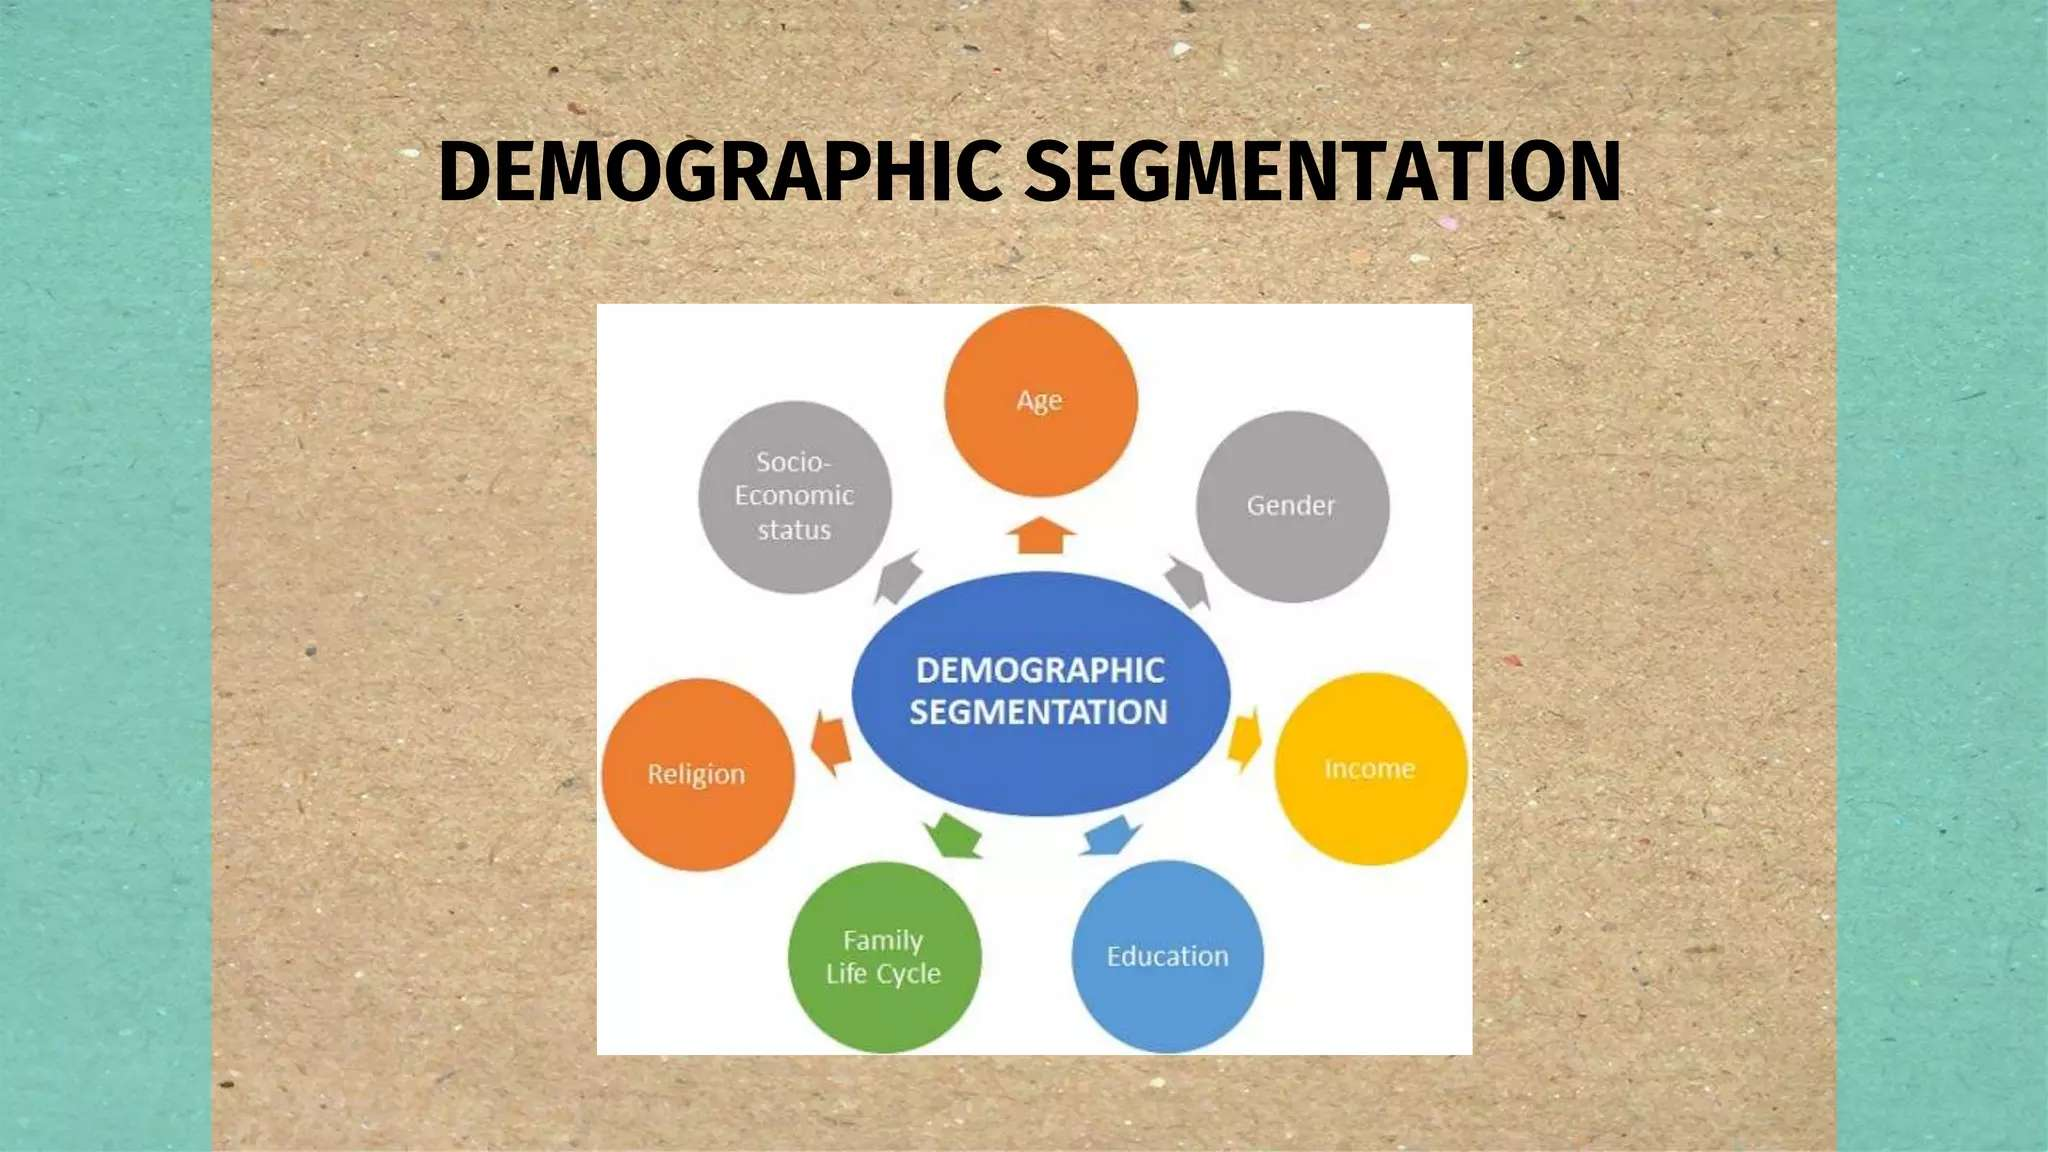 DEMOGRAPHIC SEGMENTATION
Age
Gender
Income
Education
Family
Life Cycle
Religion
Socio-
Economic
status
DEMOGRAPHIC
SEGMENTATION